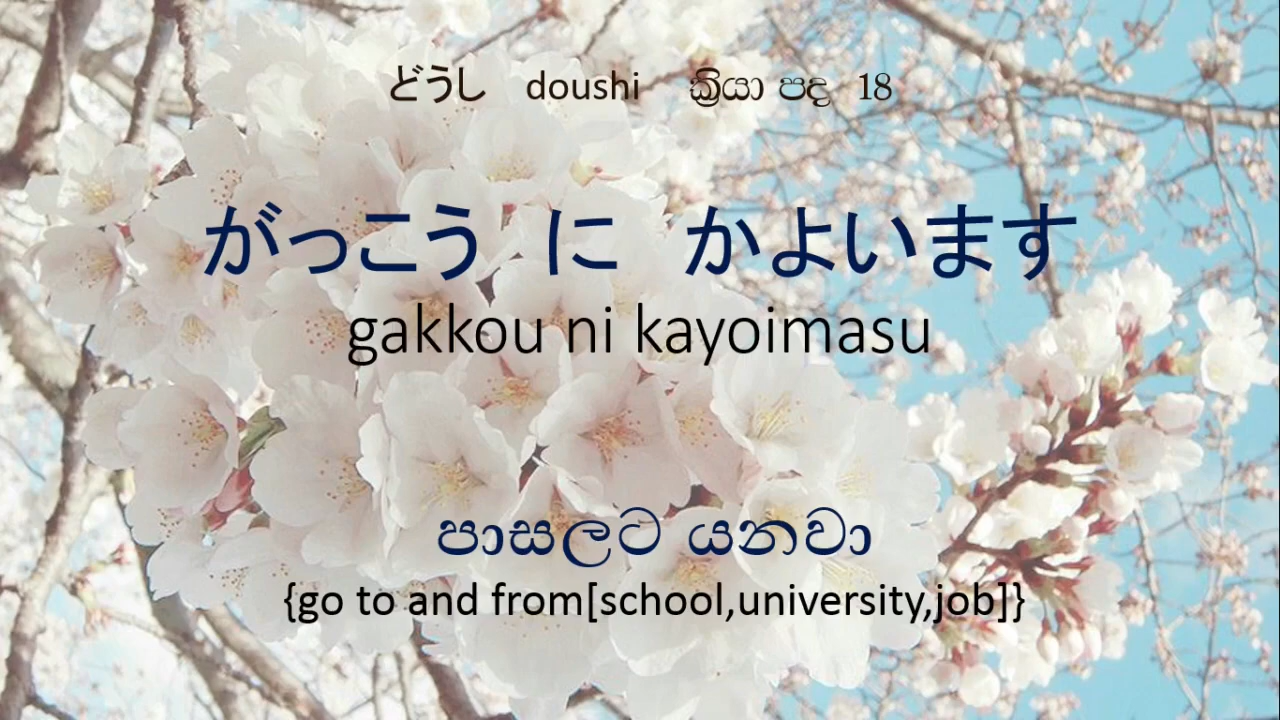 どうし doushi ක්‍රියා පද 18
がっこう に かよいます
gakkou ni kayoimasu
පාසලට යනවා
{go to and from[school,university,job]}